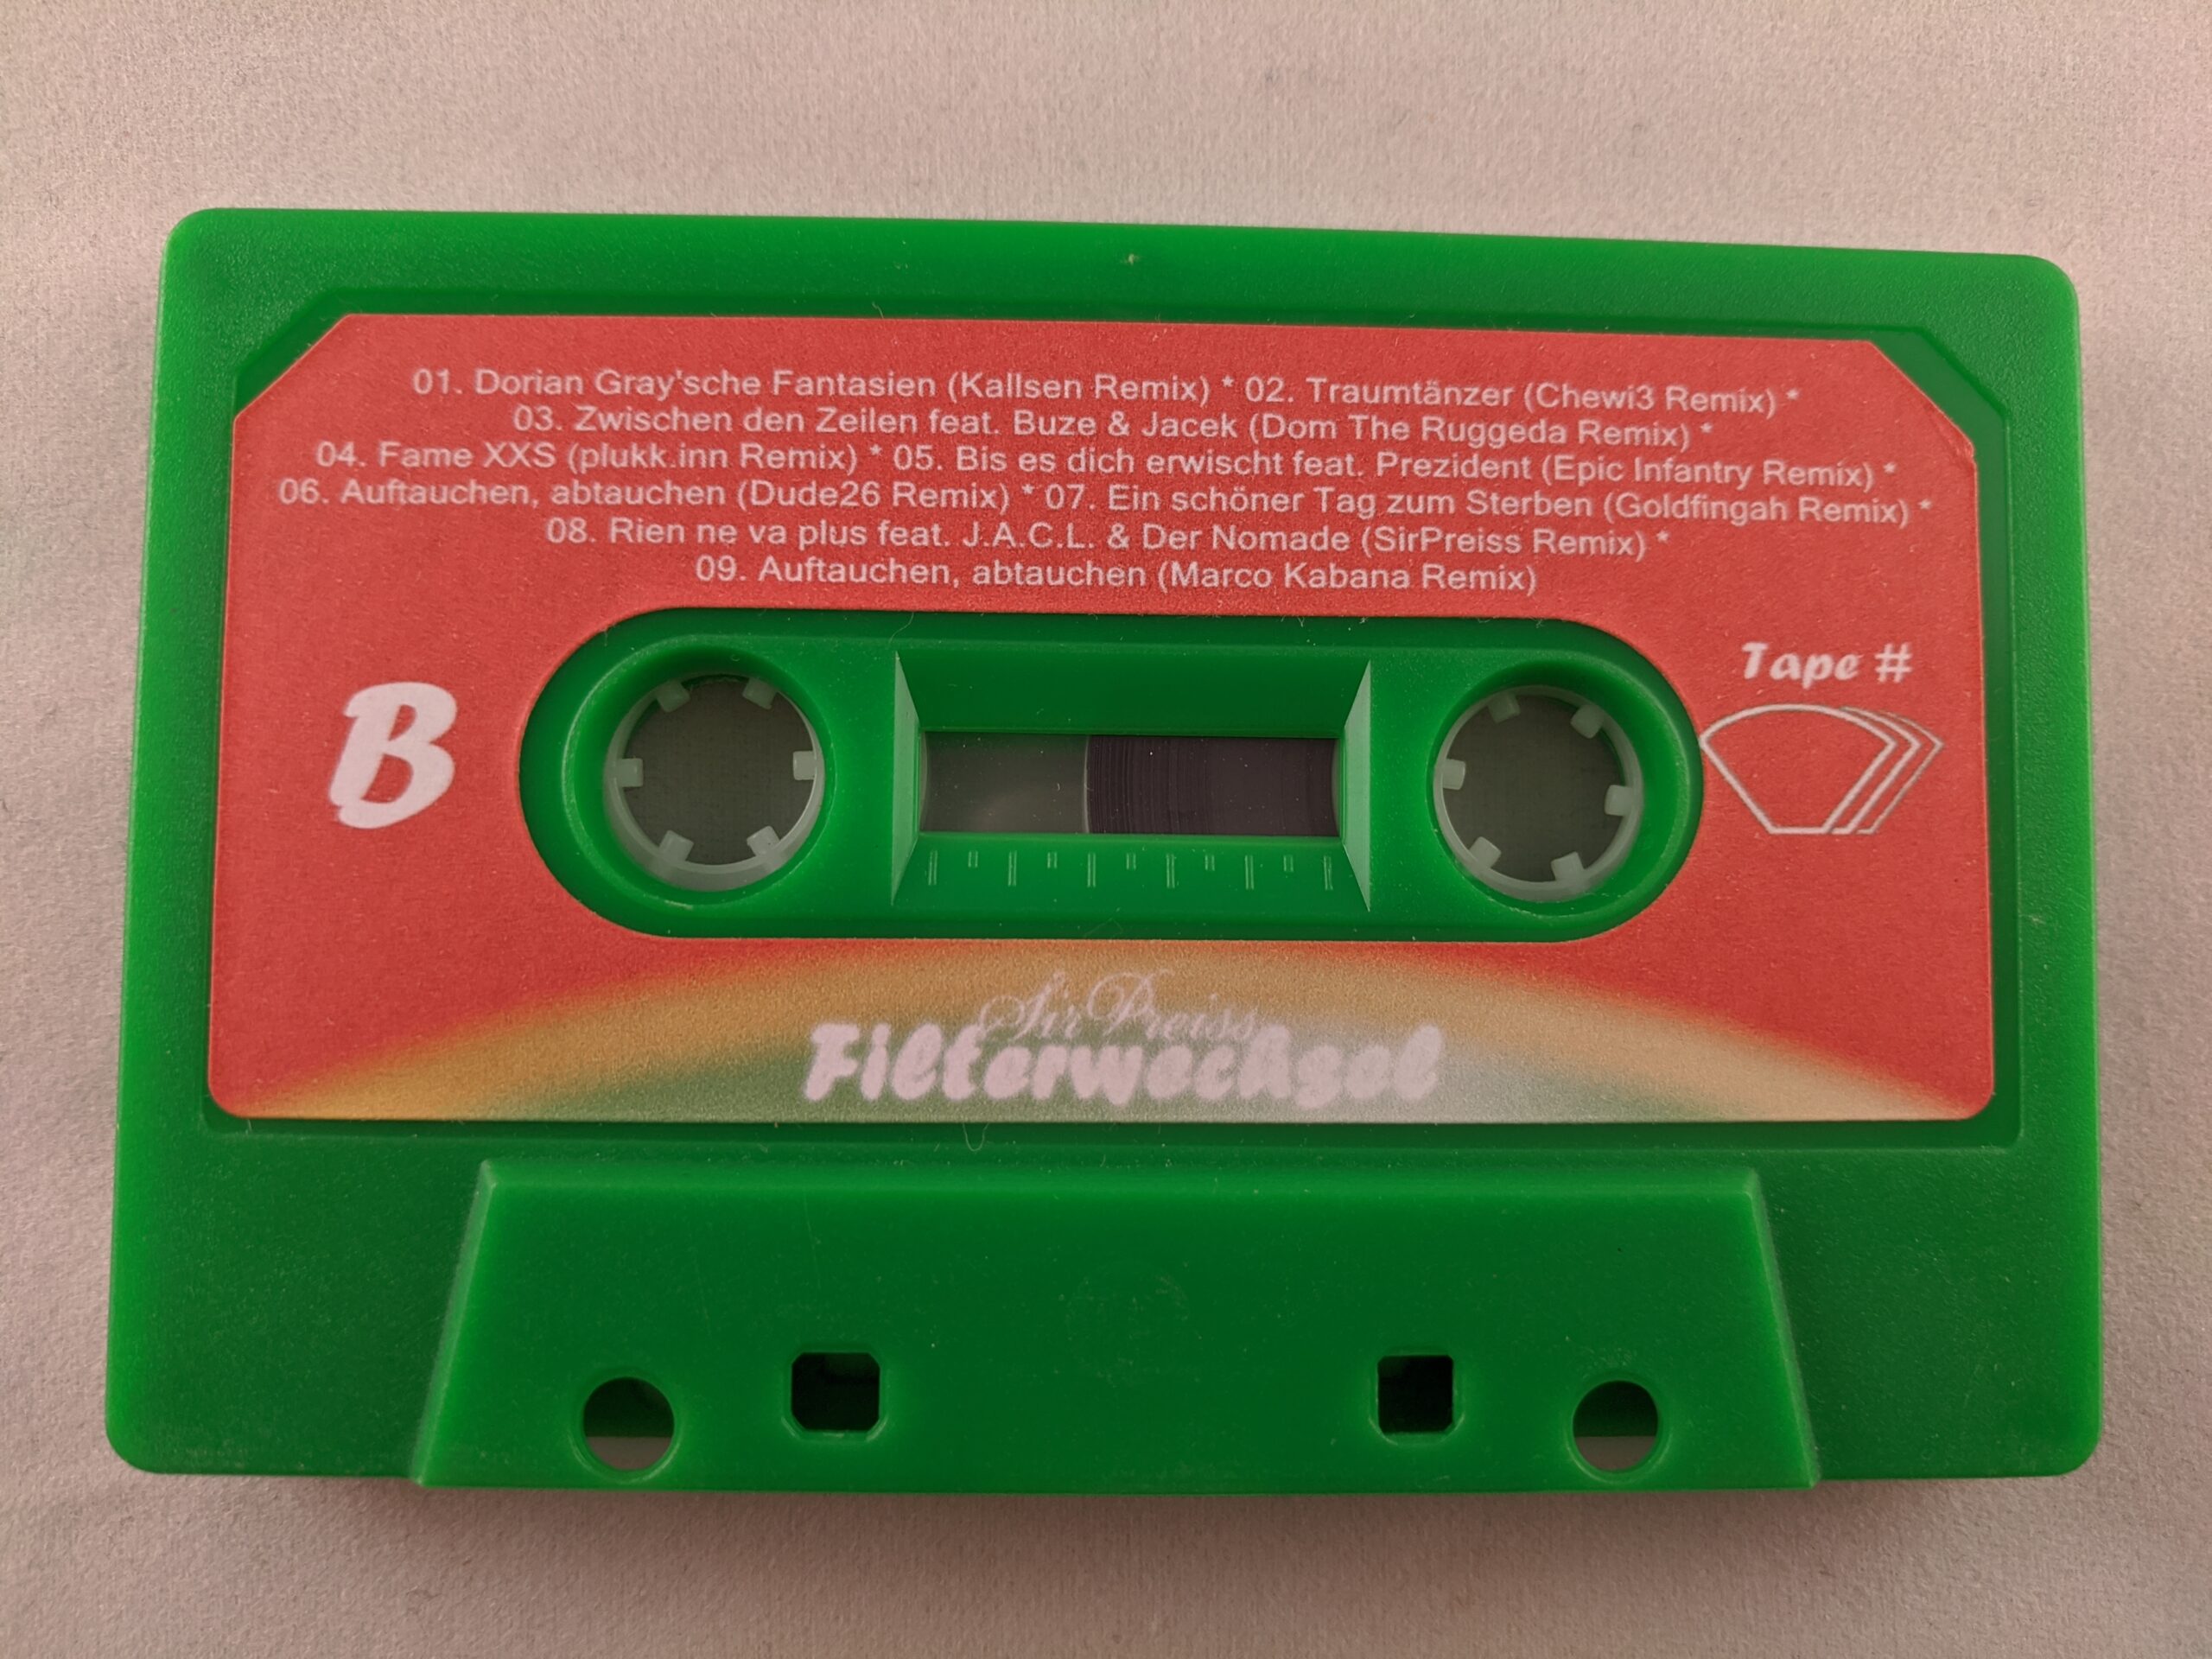 01. Dorian Gray'sche Fantasien (Kallsen Remix) * 02. Traumtänzer (Chewi3 Remix) *
03. Zwischen den Zeilen feat. Buze & Jacek (Dom The Ruggeda Remix) *
04. Fame XXS (plukk.inn Remix) * 05. Bis es dich erwischt feat. Prezident (Epic Infantry Remix) *
06. Auftauchen, abtauchen (Dude26 Remix) * 07. Ein schöner Tag zum Sterben (Goldfingah Remix) *
08. Rien ne va plus feat. J.A.C.L. & Der Nomade (SirPreiss Remix) *
09. Auftauchen, abtauchen (Marco Kabana Remix)
B
Tape #
SirPreiss
Filterwechsel